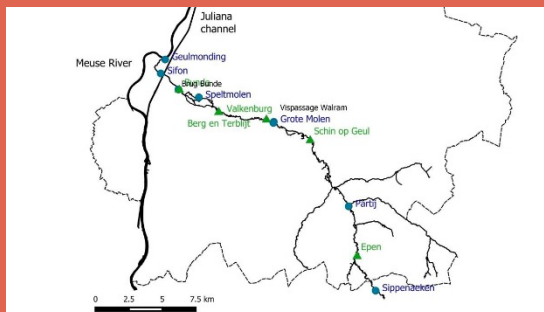 Juliana
channel
Geulmonding
Meuse River
Sifon
Bunde
Brug Bunde
Speltmolen
Valkenburg
Vispassage Walram
Berg en Terblijt
Grote Molen
Schin op Geul
Partij
Epen
Sippenaeken
0 2.5 5 7.5 km